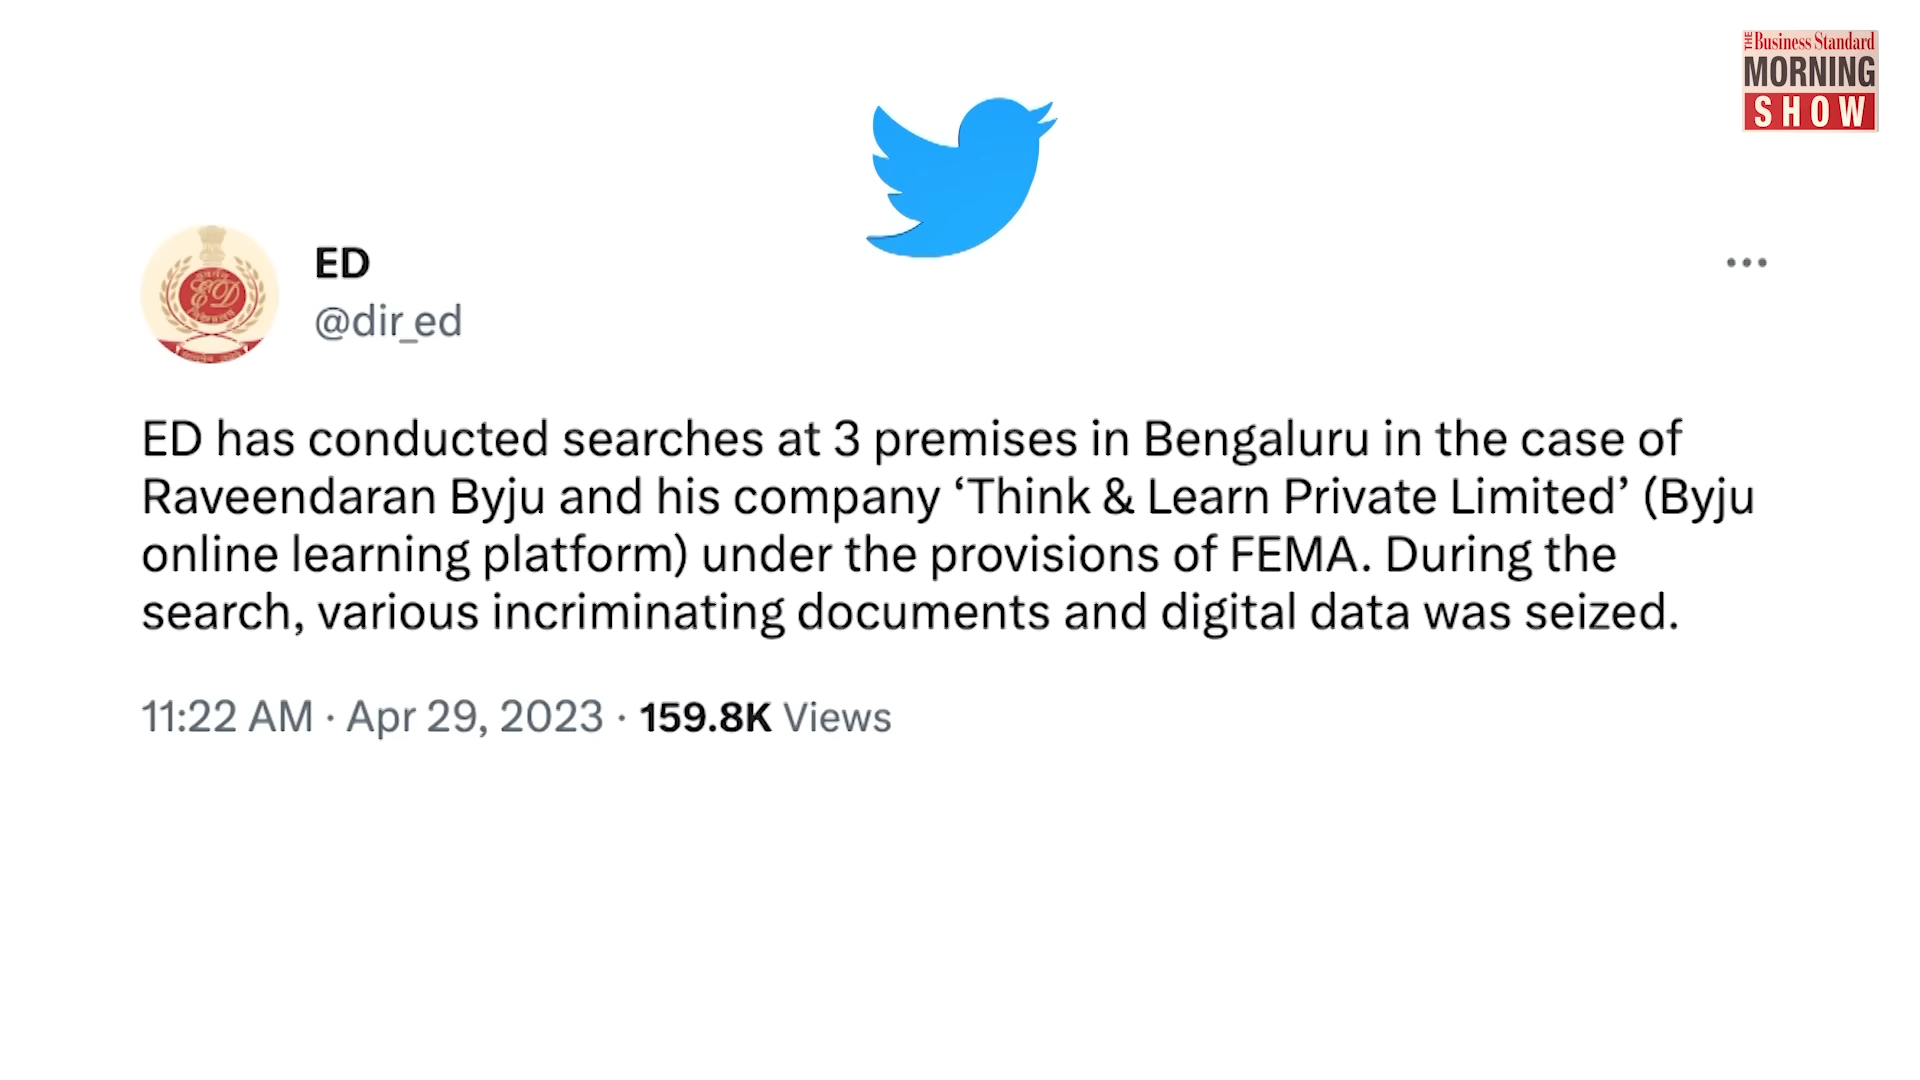 THE Business Standard
MORNING
SHOW
ED
@dir_ed
ED has conducted searches at 3 premises in Bengaluru in the case of
Raveendaran Byju and his company ‘Think & Learn Private Limited’ (Byju
online learning platform) under the provisions of FEMA. During the
search, various incriminating documents and digital data was seized.
11:22 AM · Apr 29, 2023 · 159.8K Views